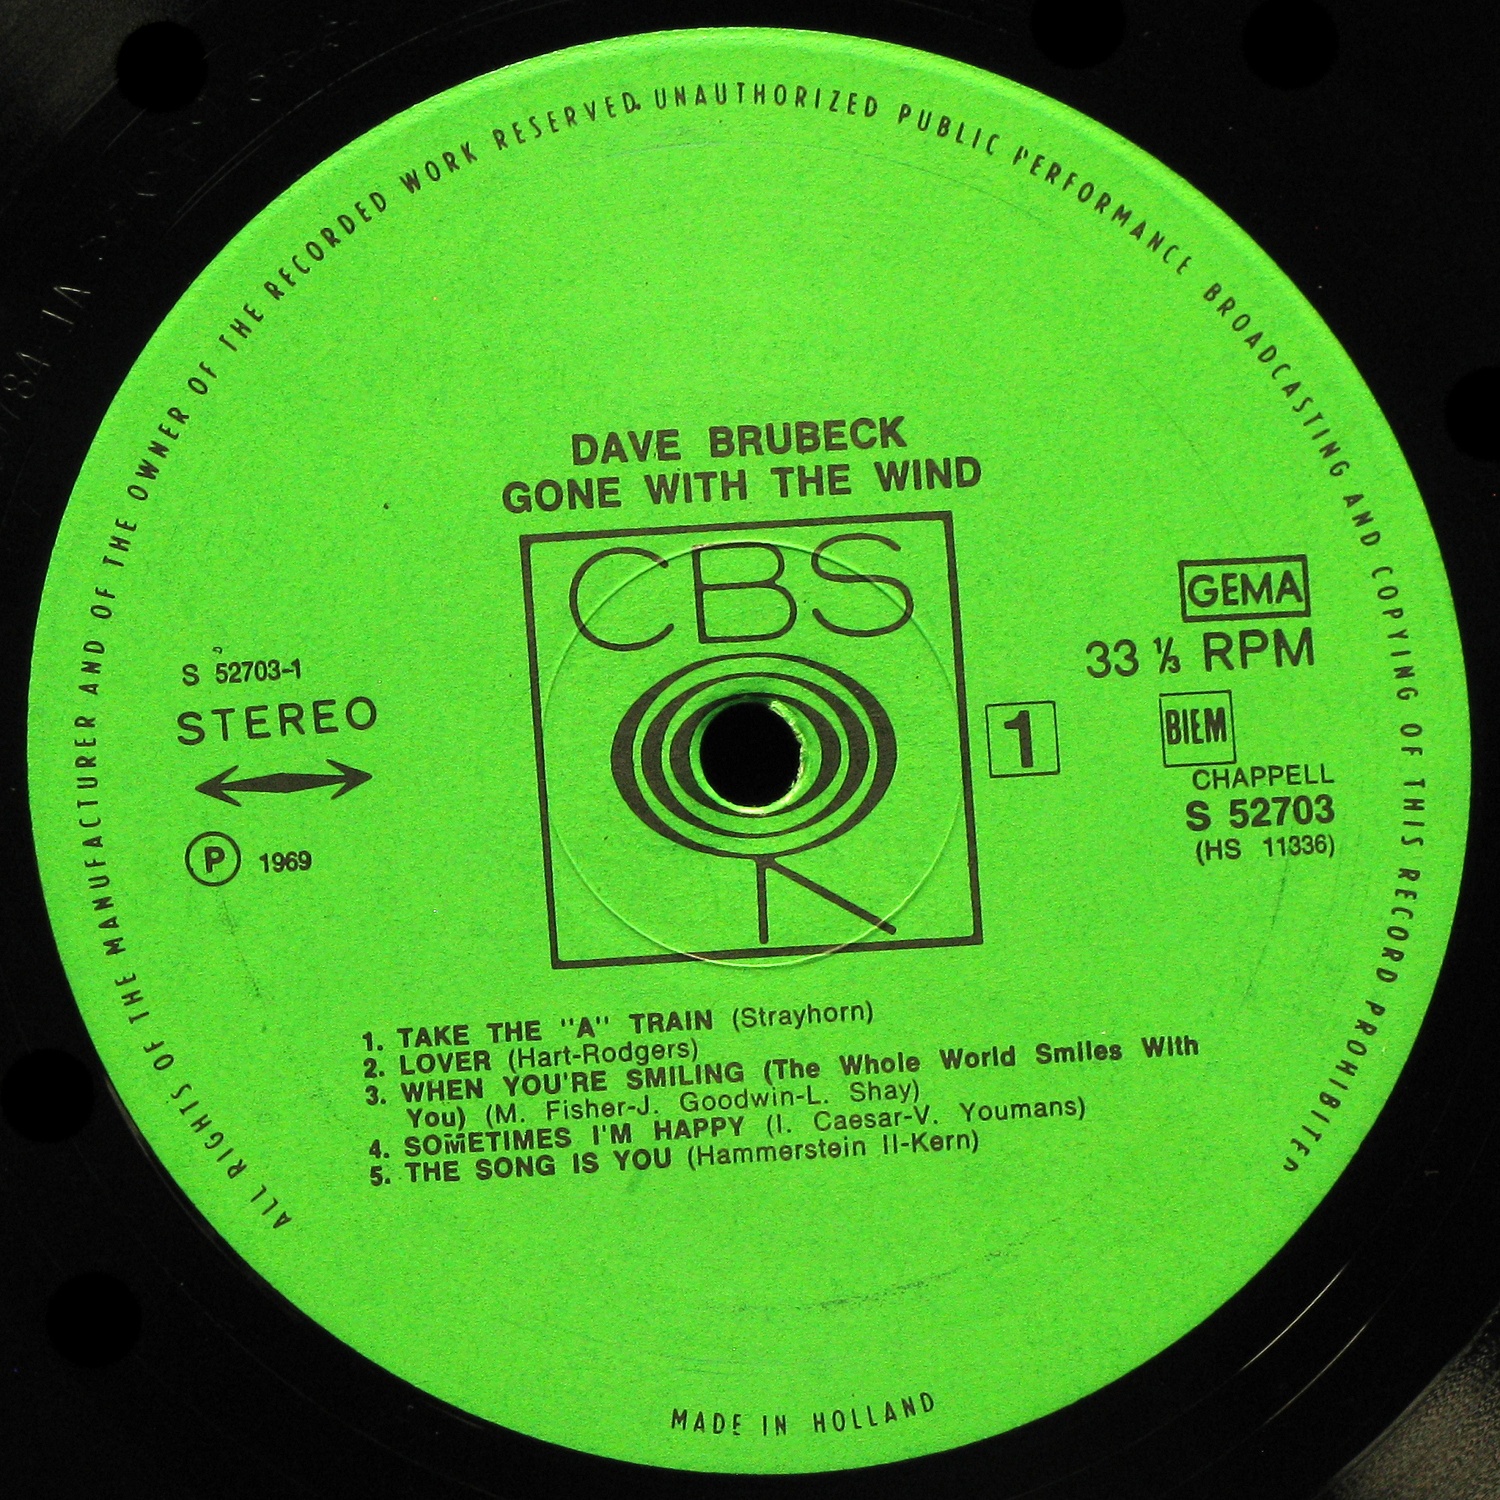 ALL RIGHTS OF THE MANUFACTURER AND OF THE OWNER OF THE RECORDED WORK RESERVED. UNAUTHORIZED PUBLIC PERFORMANCE BROADCASTING AND COPYING OF THIS RECORD PROHIBITED
DAVE BRUBECK
GONE WITH THE WIND
CBS
S 52703-1
STEREO
P 1969
1
GEMA
33 ⅓ RPM
BIEM
CHAPPELL
S 52703
(HS 11336)
1. TAKE THE "A" TRAIN (Strayhorn)
2. LOVER (Hart-Rodgers)
3. WHEN YOU'RE SMILING (The Whole World Smiles With
You) (M. Fisher-J. Goodwin-L. Shay)
4. SOMETIMES I'M HAPPY (I. Caesar-V. Youmans)
5. THE SONG IS YOU (Hammerstein II-Kern)
MADE IN HOLLAND